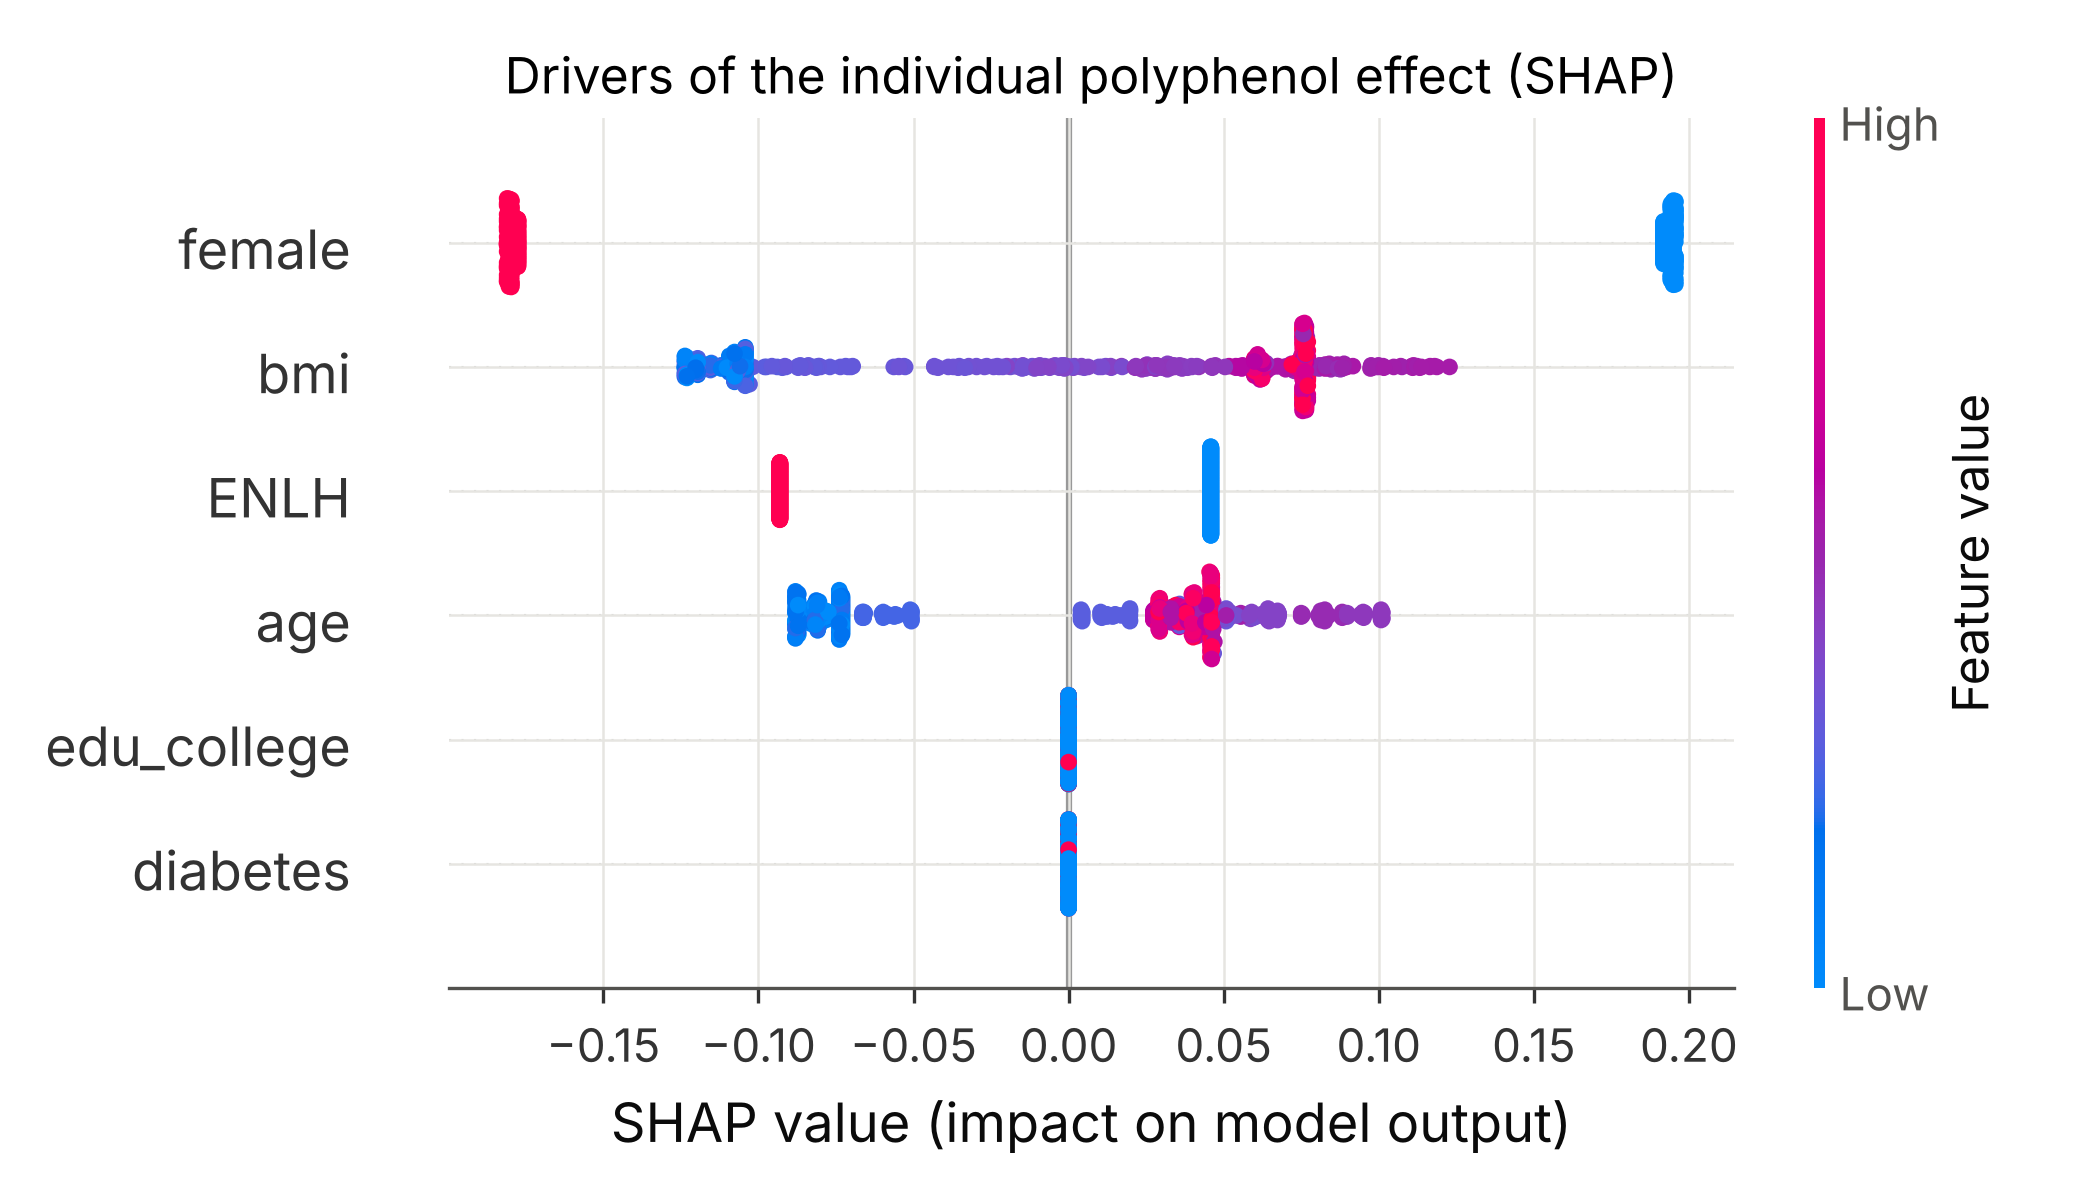 Drivers of the individual polyphenol effect (SHAP)
High
female
bmi
ENLH
age
edu_college
diabetes
Feature value
Low
−0.15 −0.10 −0.05 0.00 0.05 0.10 0.15 0.20
SHAP value (impact on model output)